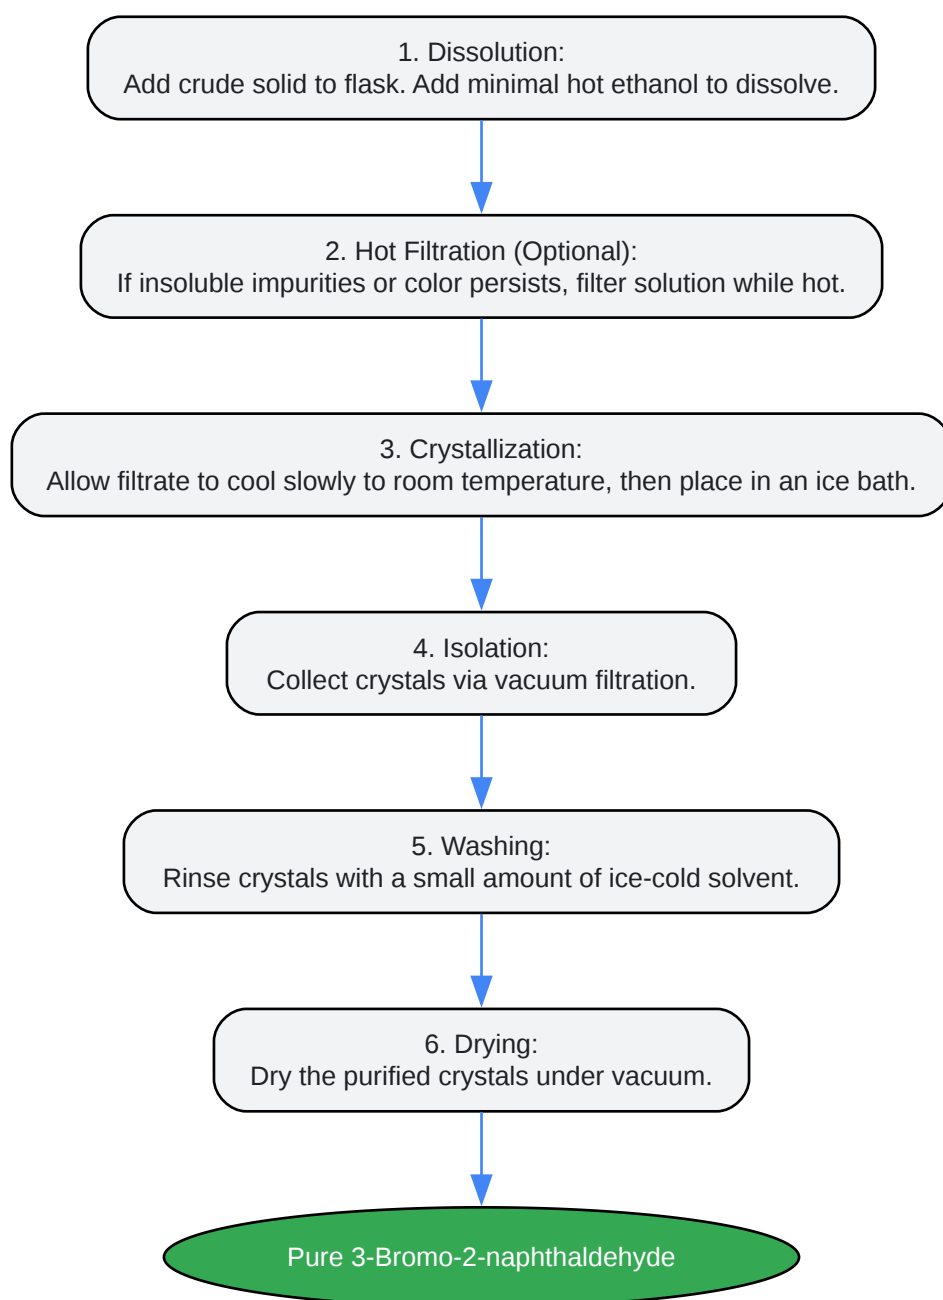 1. Dissolution:
Add crude solid to flask. Add minimal hot ethanol to dissolve.
2. Hot Filtration (Optional):
If insoluble impurities or color persists, filter solution while hot.
3. Crystallization:
Allow filtrate to cool slowly to room temperature, then place in an ice bath.
4. Isolation:
Collect crystals via vacuum filtration.
5. Washing:
Rinse crystals with a small amount of ice-cold solvent.
6. Drying:
Dry the purified crystals under vacuum.
Pure 3-Bromo-2-naphthaldehyde